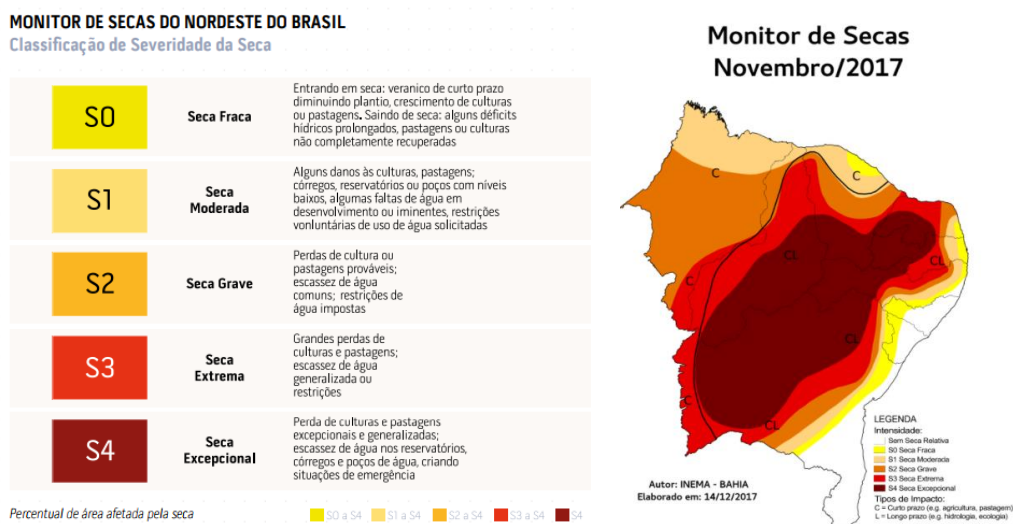 MONITOR DE SECAS DO NORDESTE DO BRASIL
Classificação de Severidade da Seca
S0
Seca Fraca
Entrando em seca: veranico de curto prazo
diminuindo plantio, crescimento de culturas
ou pastagens. Saindo de seca: alguns déficits
hídricos prolongados, pastagens ou culturas
não completamente recuperadas
S1
Seca
Moderada
Alguns danos às culturas, pastagens;
córregos, reservatórios ou poços com níveis
baixos, algumas faltas de água em
desenvolvimento ou iminentes, restrições
vonluntárias de uso de água solicitadas
S2
Seca Grave
Perdas de cultura ou
pastagens prováveis;
escassez de água
comuns; restrições de
água impostas
S3
Seca
Extrema
Grandes perdas de
culturas e pastagens;
escassez de água
generalizada ou
restrições
S4
Seca
Excepcional
Perda de culturas e pastagens
excepcionais e generalizadas;
escassez de água nos reservatórios,
córregos e poços de água, criando
situações de emergência
Percentual de área afetada pela seca
S0 a S4
S1 a S4
S2 a S4
S3 a S4
S4
Monitor de Secas
Novembro/2017
C
C
CL
CL
C
CL
C
CL
LEGENDA
Intensidade:
Sem Seca Relativa
S0 Seca Fraca
S1 Seca Moderada
S2 Seca Grave
S3 Seca Extrema
S4 Seca Excepcional
Tipos de Impacto:
C = Curto prazo (e.g. agricultura, pastagem)
L = Longo prazo (e.g. hidrologia, ecologia)
Autor: INEMA - BAHIA
Elaborado em: 14/12/2017